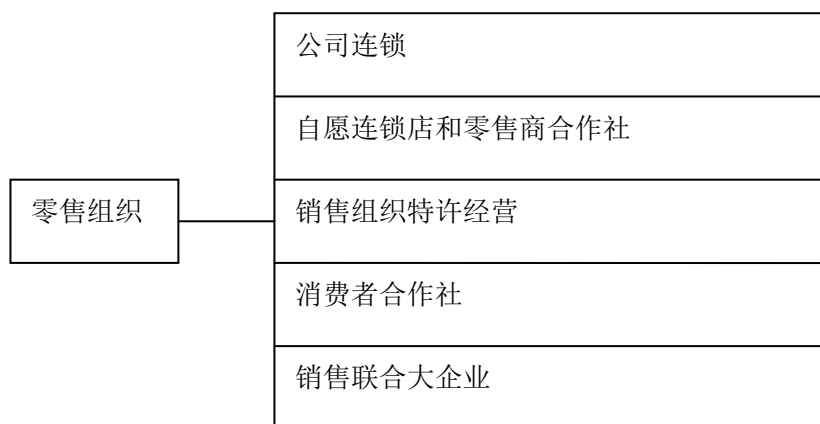 公司连锁
自愿连锁店和零售商合作社
零售组织
销售组织特许经营
消费者合作社
销售联合大企业